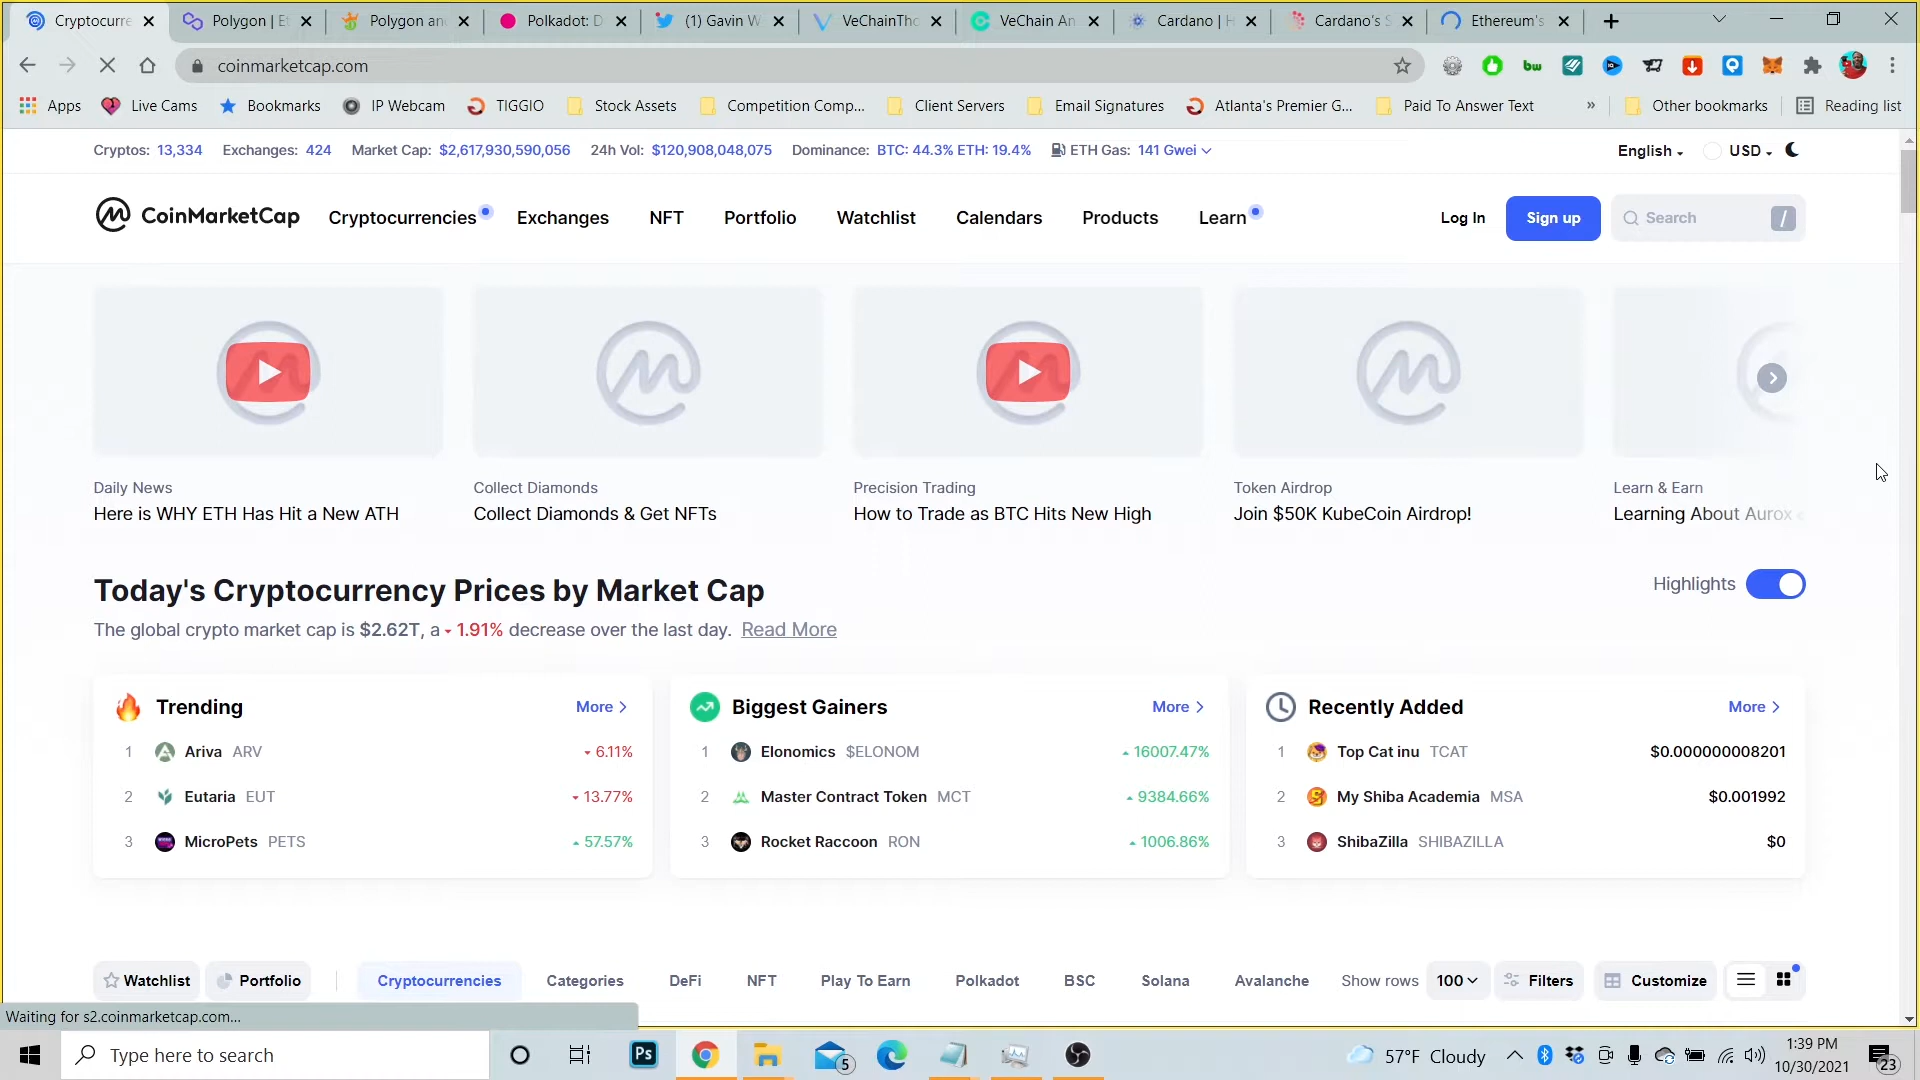 Cryptocurre
Polygon | Et
Polygon and
Polkadot: D
(1) Gavin W
VeChainTho
VeChain An
Cardano | H
Cardano's S
Ethereum's
coinmarketcap.com
Apps
Live Cams
Bookmarks
IP Webcam
TIGGIO
Stock Assets
Competition Comp...
Client Servers
Email Signatures
Atlanta's Premier G...
Paid To Answer Text
»
Other bookmarks
Reading list
Cryptos: 13,334 Exchanges: 424 Market Cap: $2,617,930,590,056 24h Vol: $120,908,048,075 Dominance: BTC: 44.3% ETH: 19.4% ETH Gas: 141 Gwei
English USD
CoinMarketCap
Cryptocurrencies Exchanges NFT Portfolio Watchlist Calendars Products Learn
Log In
Sign up
Search /
Daily News
Here is WHY ETH Has Hit a New ATH
Collect Diamonds
Collect Diamonds & Get NFTs
Precision Trading
How to Trade as BTC Hits New High
Token Airdrop
Join $50K KubeCoin Airdrop!
Learn & Earn
Learning About Aurox
Today's Cryptocurrency Prices by Market Cap
Highlights
The global crypto market cap is $2.62T, a 1.91% decrease over the last day. Read More
Trending More
1 Ariva ARV 6.11%
2 Eutaria EUT 13.77%
3 MicroPets PETS 57.57%
Biggest Gainers More
1 Elonomics $ELONOM 16007.47%
2 Master Contract Token MCT 9384.66%
3 Rocket Raccoon RON 1006.86%
Recently Added More
1 Top Cat inu TCAT $0.000000008201
2 My Shiba Academia MSA $0.001992
3 ShibaZilla SHIBAZILLA $0
Watchlist Portfolio Cryptocurrencies Categories DeFi NFT Play To Earn Polkadot BSC Solana Avalanche Show rows 100 Filters Customize
Waiting for s2.coinmarketcap.com...
Type here to search
Ps
5
57°F Cloudy
1:39 PM
10/30/2021
23